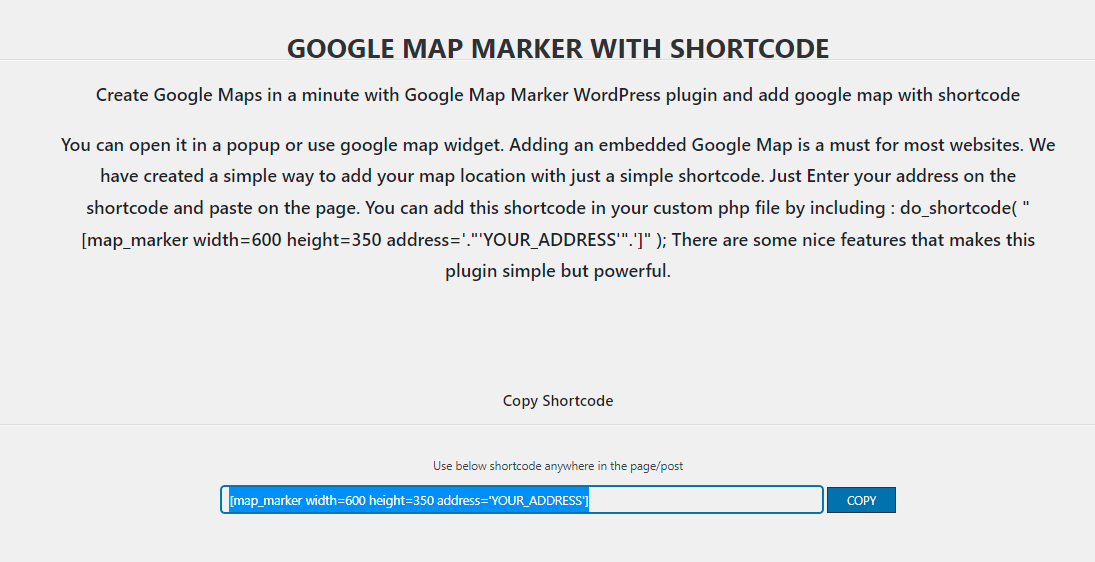 GOOGLE MAP MARKER WITH SHORTCODE
Create Google Maps in a minute with Google Map Marker WordPress plugin and add google map with shortcode
You can open it in a popup or use google map widget. Adding an embedded Google Map is a must for most websites. We
have created a simple way to add your map location with just a simple shortcode. Just Enter your address on the
shortcode and paste on the page. You can add this shortcode in your custom php file by including : do_shortcode( "
[map_marker width=600 height=350 address='."'YOUR_ADDRESS'".']" ); There are some nice features that makes this
plugin simple but powerful.
Copy Shortcode
Use below shortcode anywhere in the page/post
[map_marker width=600 height=350 address='YOUR_ADDRESS']
COPY